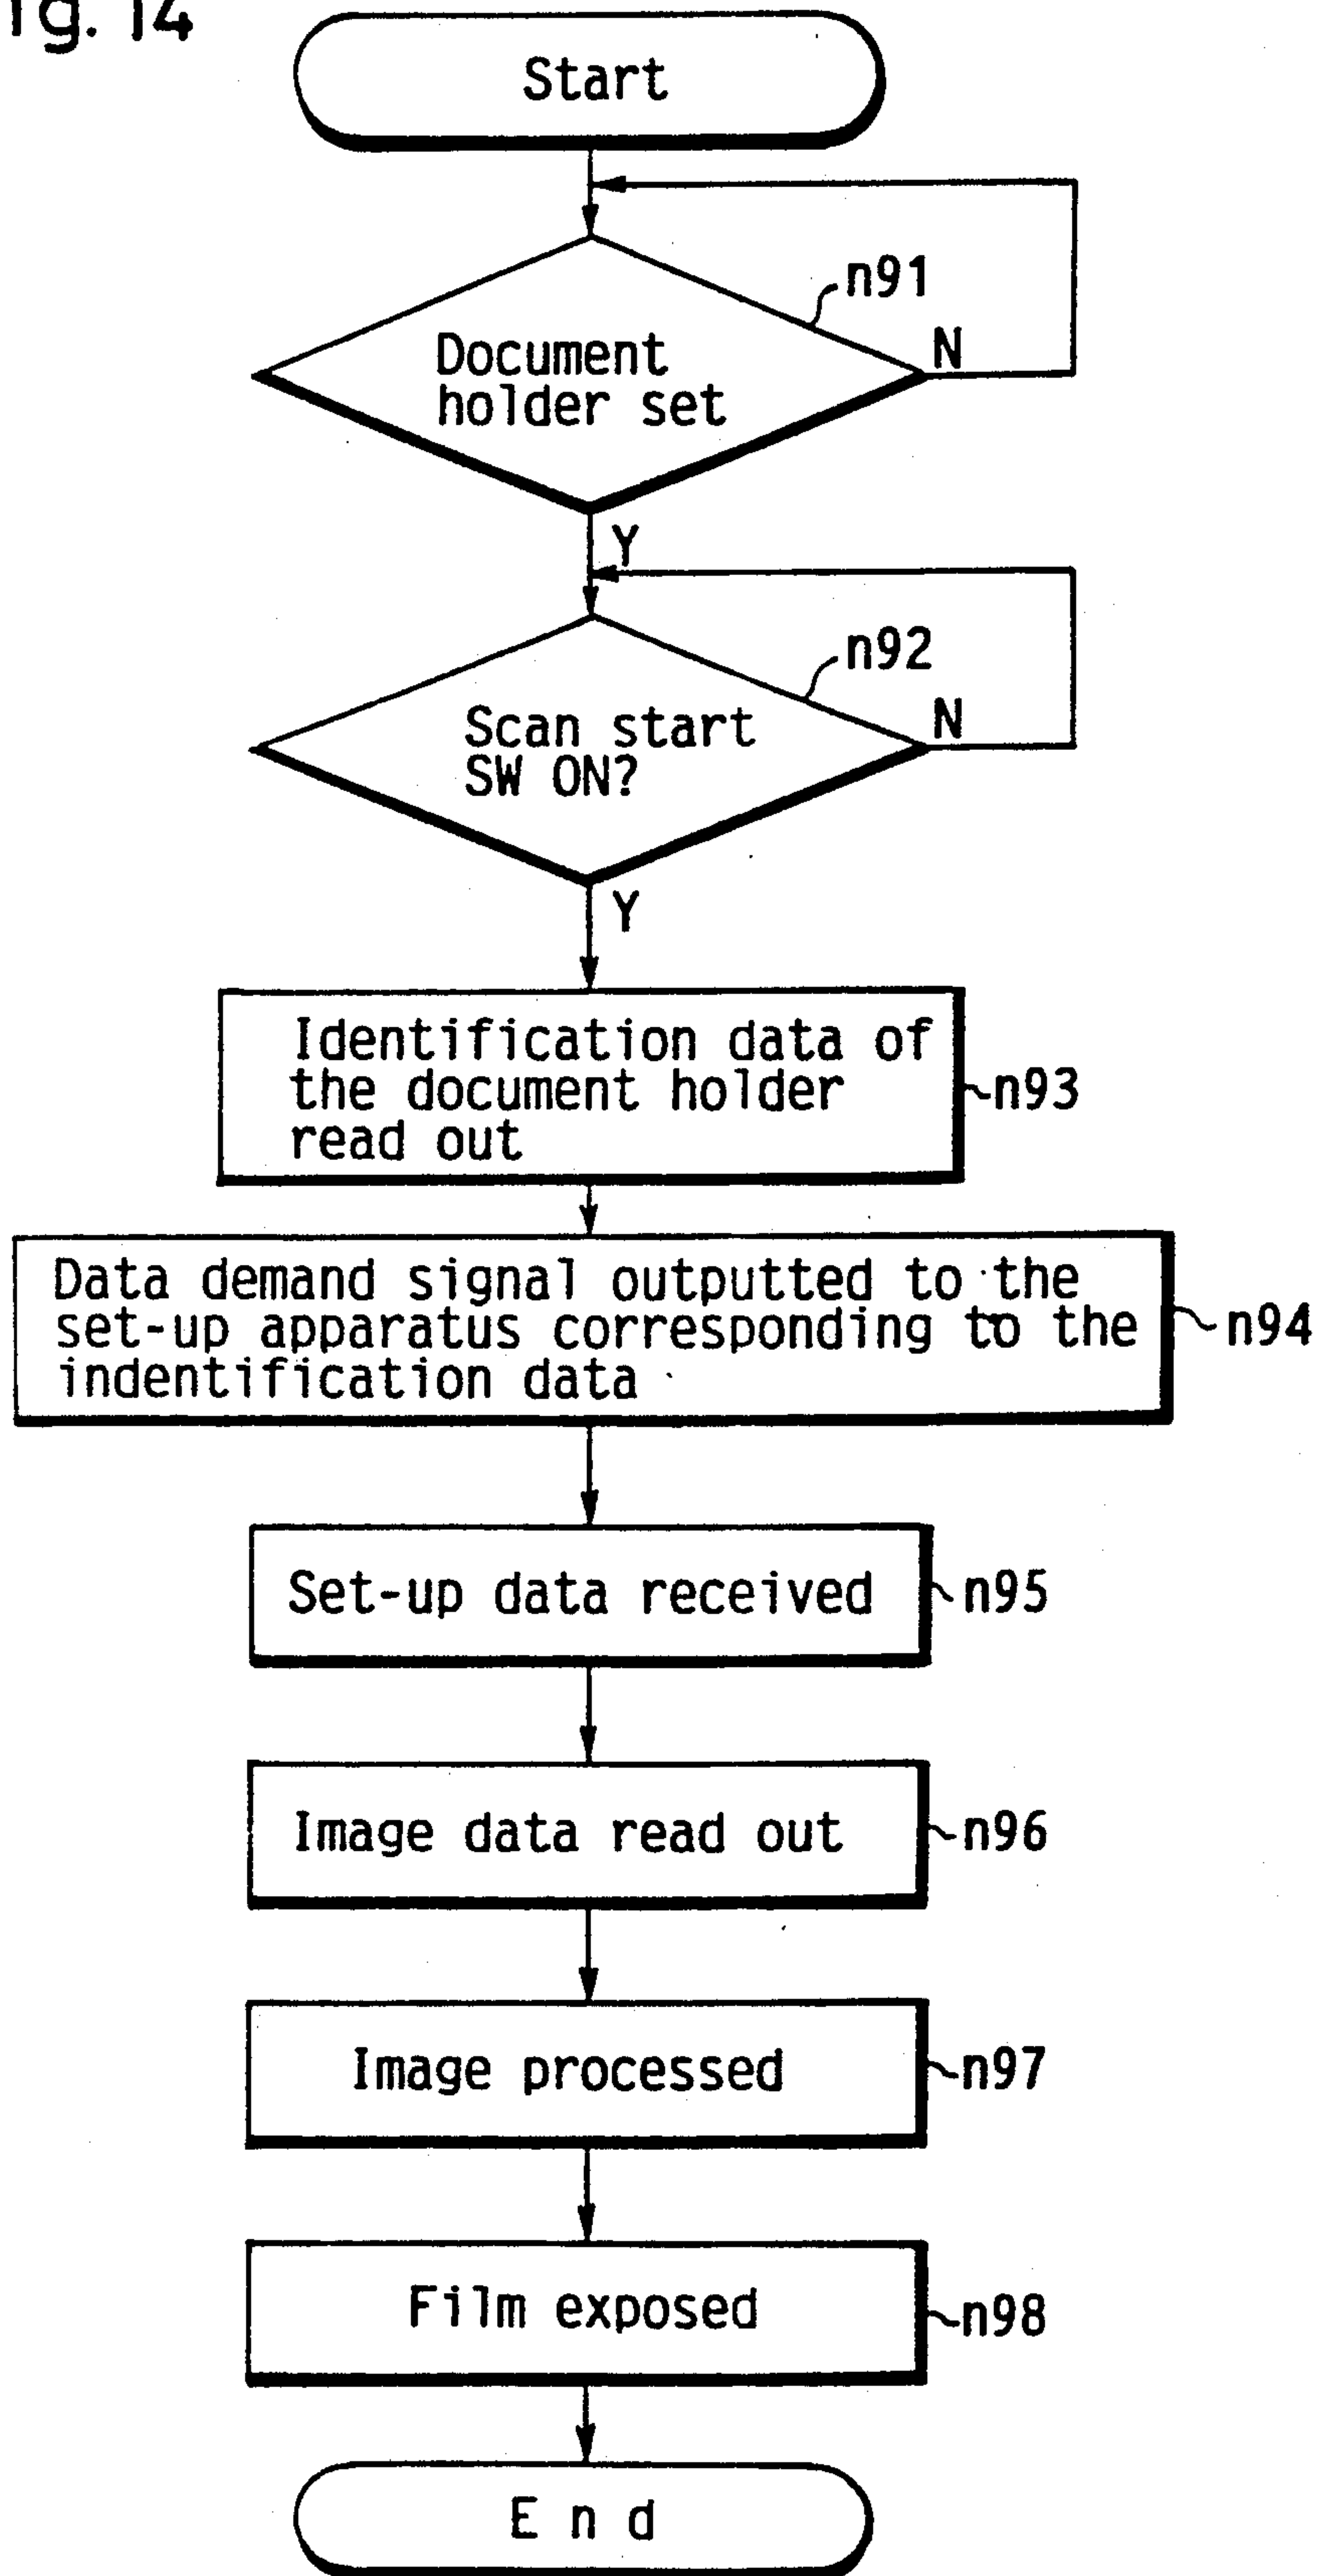 ig. 14
Start
n91
Document
holder set
N
Y
n92
Scan start
SW ON?
N
Y
Identification data of
the document holder
read out
n93
Data demand signal outputted to the
set-up apparatus corresponding to the
indentification data
n94
Set-up data received
n95
Image data read out
n96
Image processed
n97
Film exposed
n98
E n d